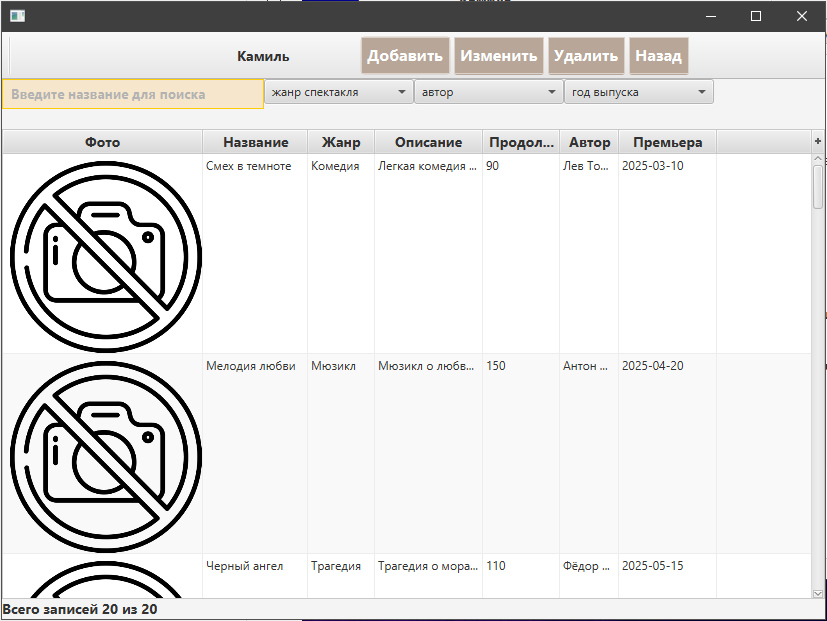 Камиль Добавить Изменить Удалить Назад
Введите название для поиска жанр спектакля автор год выпуска
Фото Название Жанр Описание Продол... Автор Премьера +
Смех в темноте Комедия Легкая комедия ... 90 Лев То... 2025-03-10
Мелодия любви Мюзикл Мюзикл о любв... 150 Антон ... 2025-04-20
Черный ангел Трагедия Трагедия о мора... 110 Фёдор ... 2025-05-15
Всего записей 20 из 20